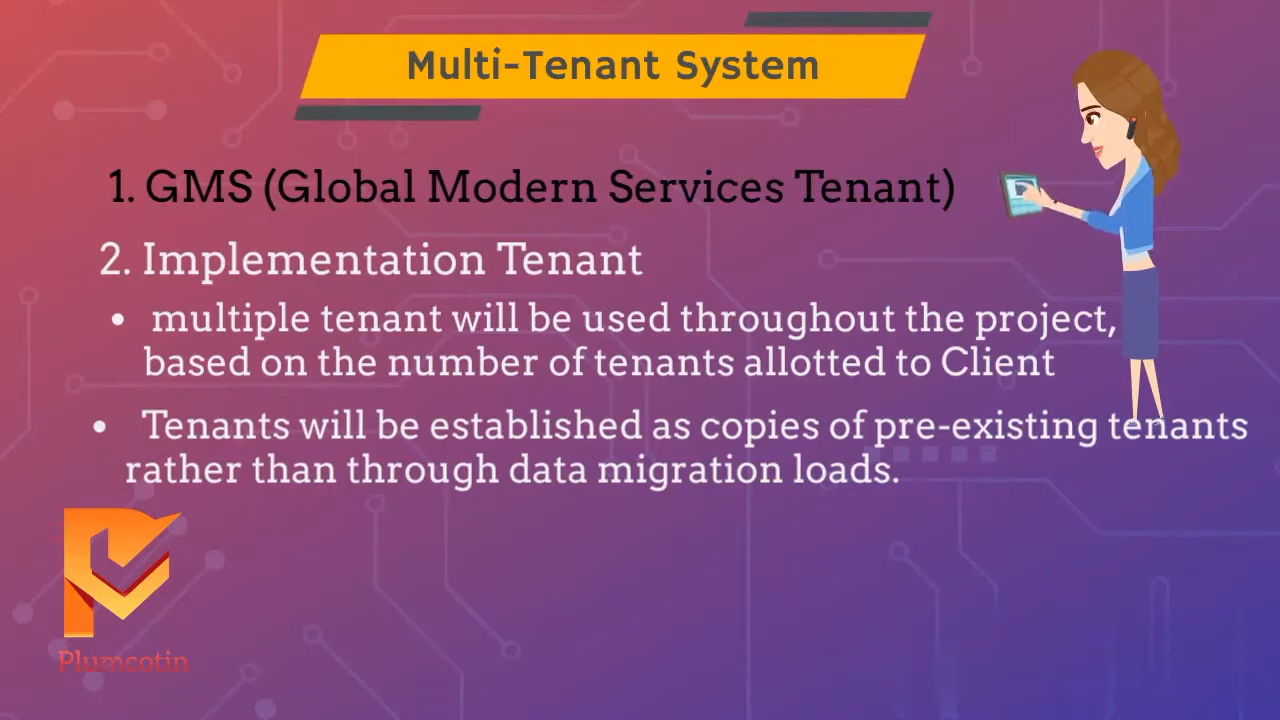 Multi-Tenant System
1. GMS (Global Modern Services Tenant)
2. Implementation Tenant
• multiple tenant will be used throughout the project,
based on the number of tenants allotted to Client
• Tenants will be established as copies of pre-existing tenants
rather than through data migration loads.
Plumcotin